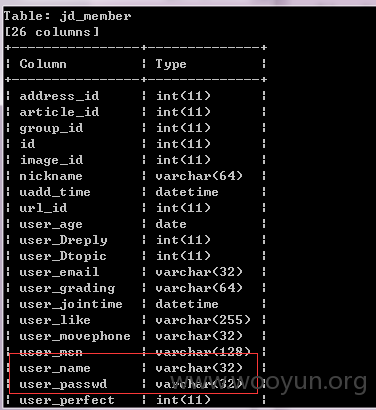 Table: jd_member
[26 columns]
+----------------+--------------+
| Column | Type |
+----------------+--------------+
| address_id | int(11) |
| article_id | int(11) |
| group_id | int(11) |
| id | int(11) |
| image_id | int(11) |
| nickname | varchar(64) |
| uadd_time | datetime |
| url_id | int(11) |
| user_age | date |
| user_Dreply | int(11) |
| user_Dtopic | int(11) |
| user_email | varchar(32) |
| user_grading | varchar(64) |
| user_jointime | datetime |
| user_like | varchar(255) |
| user_movephone | varchar(32) |
| user_msn | varchar(128) |
| user_name | varchar(32) |
| user_passwd | varchar(32) |
| user_perfect | int(11) |
www.wooyun.org